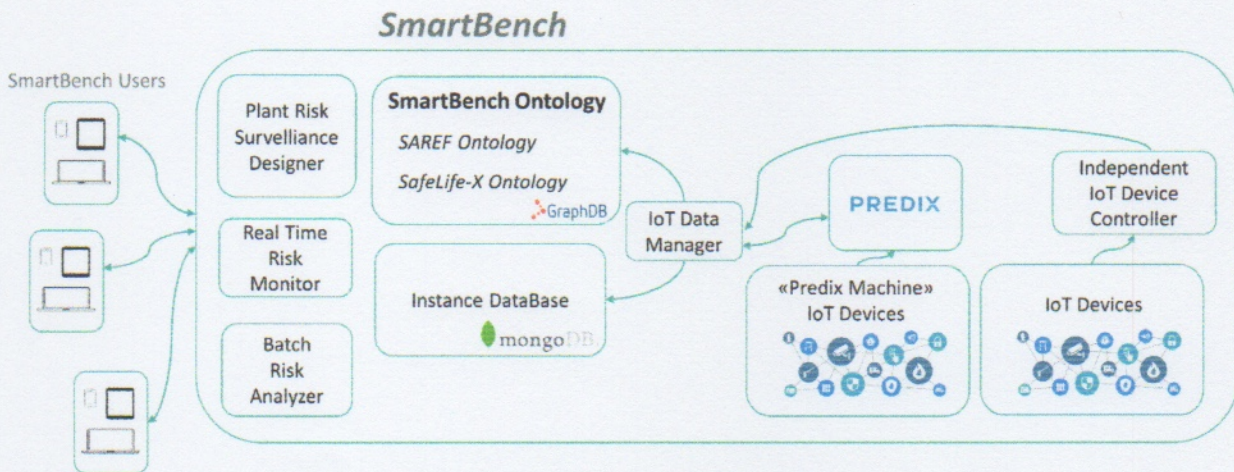 SmartBench
SmartBench Users
Plant Risk
Survelliance
Designer
Real Time
Risk
Monitor
Batch
Risk
Analyzer
SmartBench Ontology
SAREF Ontology
SafeLife-X Ontology
GraphDB
Instance DataBase
mongoDB
IoT Data
Manager
PREDIX
Independent
IoT Device
Controller
«Predix Machine»
IoT Devices
IoT Devices